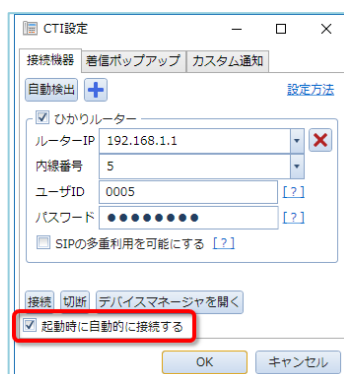 CTI設定
接続機器 着信ポップアップ カスタム通知
自動検出 設定方法
ひかりルーター
ルーターIP 192.168.1.1
内線番号 5
ユーザID 0005 [?]
パスワード ●●●●●●●● [?]
SIPの多重利用を可能にする [?]
接続 切断 デバイスマネージャを開く
起動時に自動的に接続する
OK キャンセル